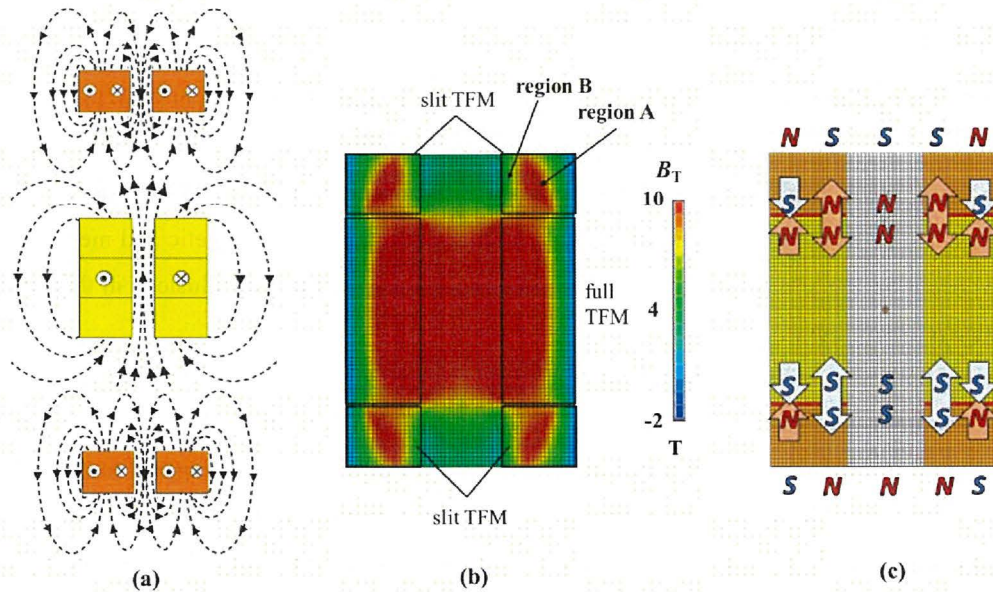 slit TFM
region B
region A
B_T
10
full
TFM
4
-2
T
slit TFM
N S S S N
S N N N S
N N N N N
S S S S S
N S S S N
S N N N S
(a)
(b)
(c)